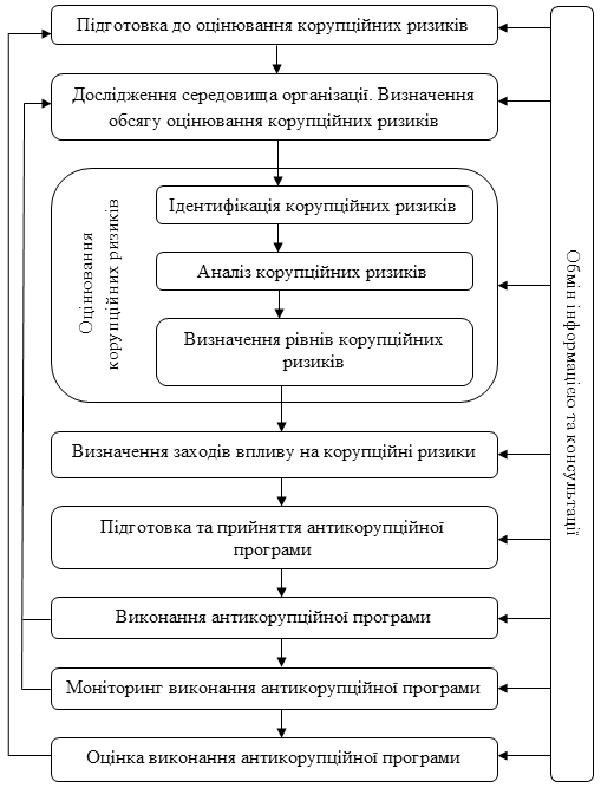 Підготовка до оцінювання корупційних ризиків
Дослідження середовища організації. Визначення
обсягу оцінювання корупційних ризиків
Оцінювання
корупційних ризиків
Ідентифікація корупційних ризиків
Аналіз корупційних ризиків
Визначення рівнів корупційних
ризиків
Визначення заходів впливу на корупційні ризики
Підготовка та прийняття антикорупційної
програми
Виконання антикорупційної програми
Моніторинг виконання антикорупційної програми
Оцінка виконання антикорупційної програми
Обмін інформацією та консультації